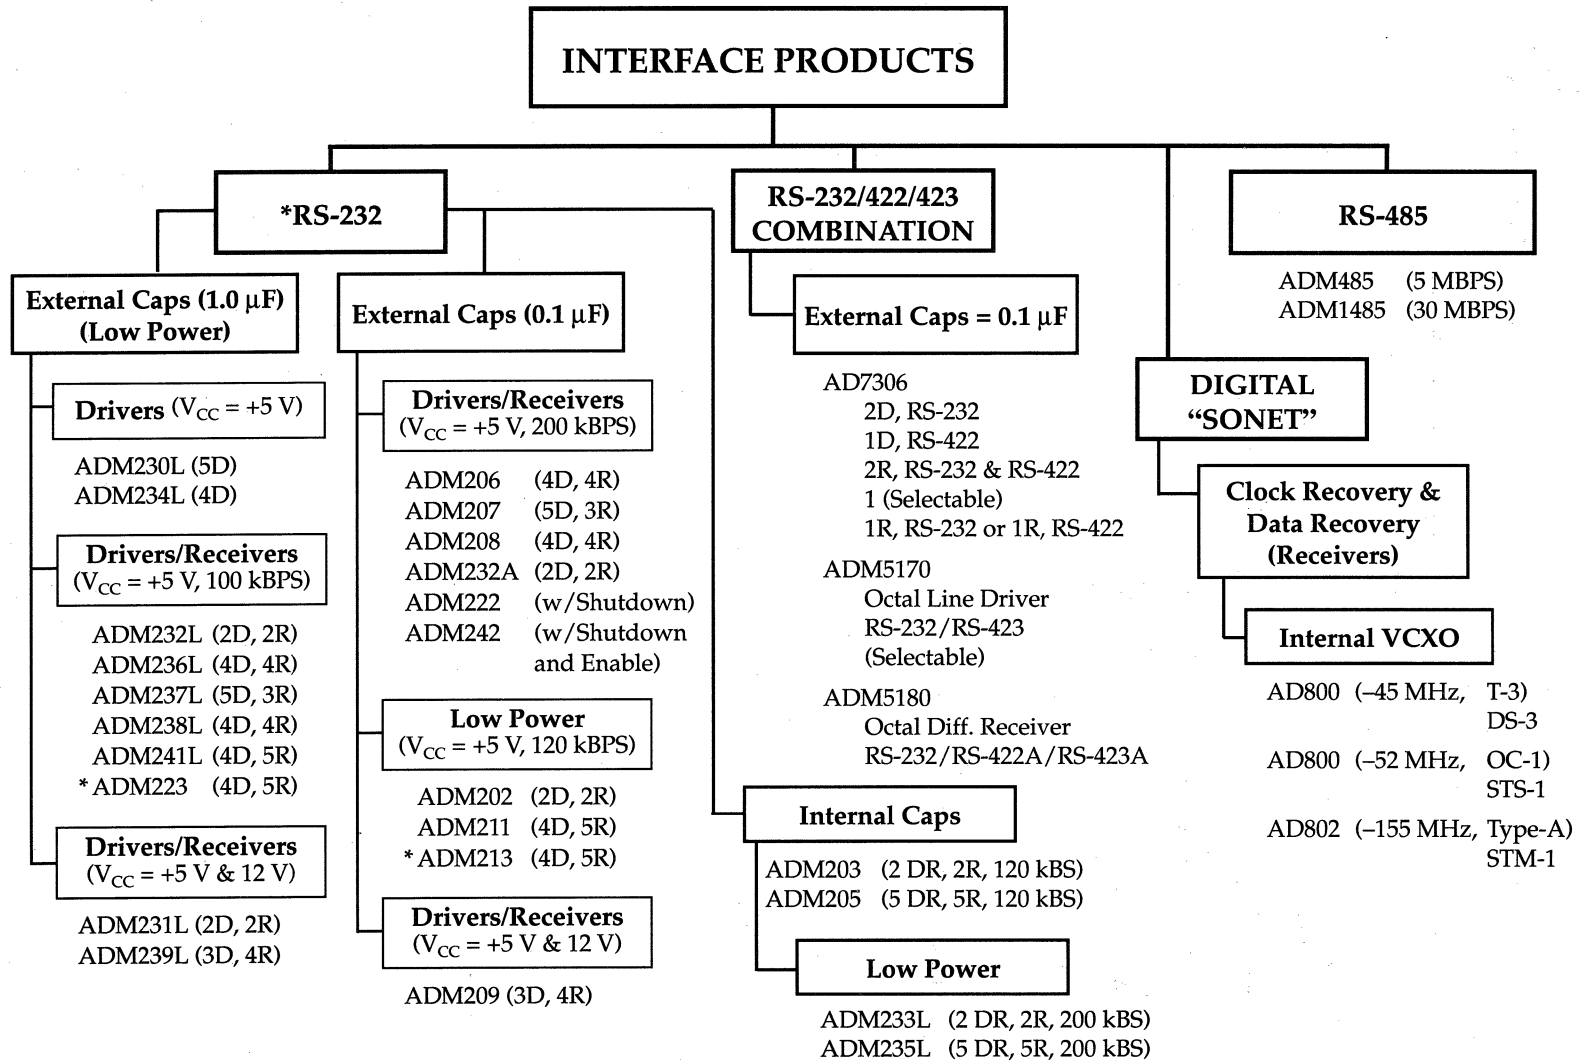 INTERFACE PRODUCTS
*RS-232
External Caps (1.0 µF)
(Low Power)
Drivers (VCC = +5 V)
ADM230L (5D)
ADM234L (4D)
Drivers/Receivers
(VCC = +5 V, 100 kBPS)
ADM232L (2D, 2R)
ADM236L (4D, 4R)
ADM237L (5D, 3R)
ADM238L (4D, 4R)
ADM241L (4D, 5R)
*ADM223 (4D, 5R)
Drivers/Receivers
(VCC = +5 V & 12 V)
ADM231L (2D, 2R)
ADM239L (3D, 4R)
External Caps (0.1 µF)
Drivers/Receivers
(VCC = +5 V, 200 kBPS)
ADM206 (4D, 4R)
ADM207 (5D, 3R)
ADM208 (4D, 4R)
ADM232A (2D, 2R)
ADM222 (w/Shutdown)
ADM242 (w/Shutdown
and Enable)
Low Power
(VCC = +5 V, 120 kBPS)
ADM202 (2D, 2R)
ADM211 (4D, 5R)
*ADM213 (4D, 5R)
Drivers/Receivers
(VCC = +5 V & 12 V)
ADM209 (3D, 4R)
Internal Caps
ADM203 (2 DR, 2R, 120 kBS)
ADM205 (5 DR, 5R, 120 kBS)
Low Power
ADM233L (2 DR, 2R, 200 kBS)
ADM235L (5 DR, 5R, 200 kBS)
RS-232/422/423
COMBINATION
External Caps = 0.1 µF
AD7306
2D, RS-232
1D, RS-422
2R, RS-232 & RS-422
1 (Selectable)
1R, RS-232 or 1R, RS-422
ADM5170
Octal Line Driver
RS-232/RS-423
(Selectable)
ADM5180
Octal Diff. Receiver
RS-232/RS-422A/RS-423A
DIGITAL
“SONET”
Clock Recovery &
Data Recovery
(Receivers)
Internal VCXO
AD800 (–45 MHz, T-3)
DS-3
AD800 (–52 MHz, OC-1)
STS-1
AD802 (–155 MHz, Type-A)
STM-1
RS-485
ADM485 (5 MBPS)
ADM1485 (30 MBPS)